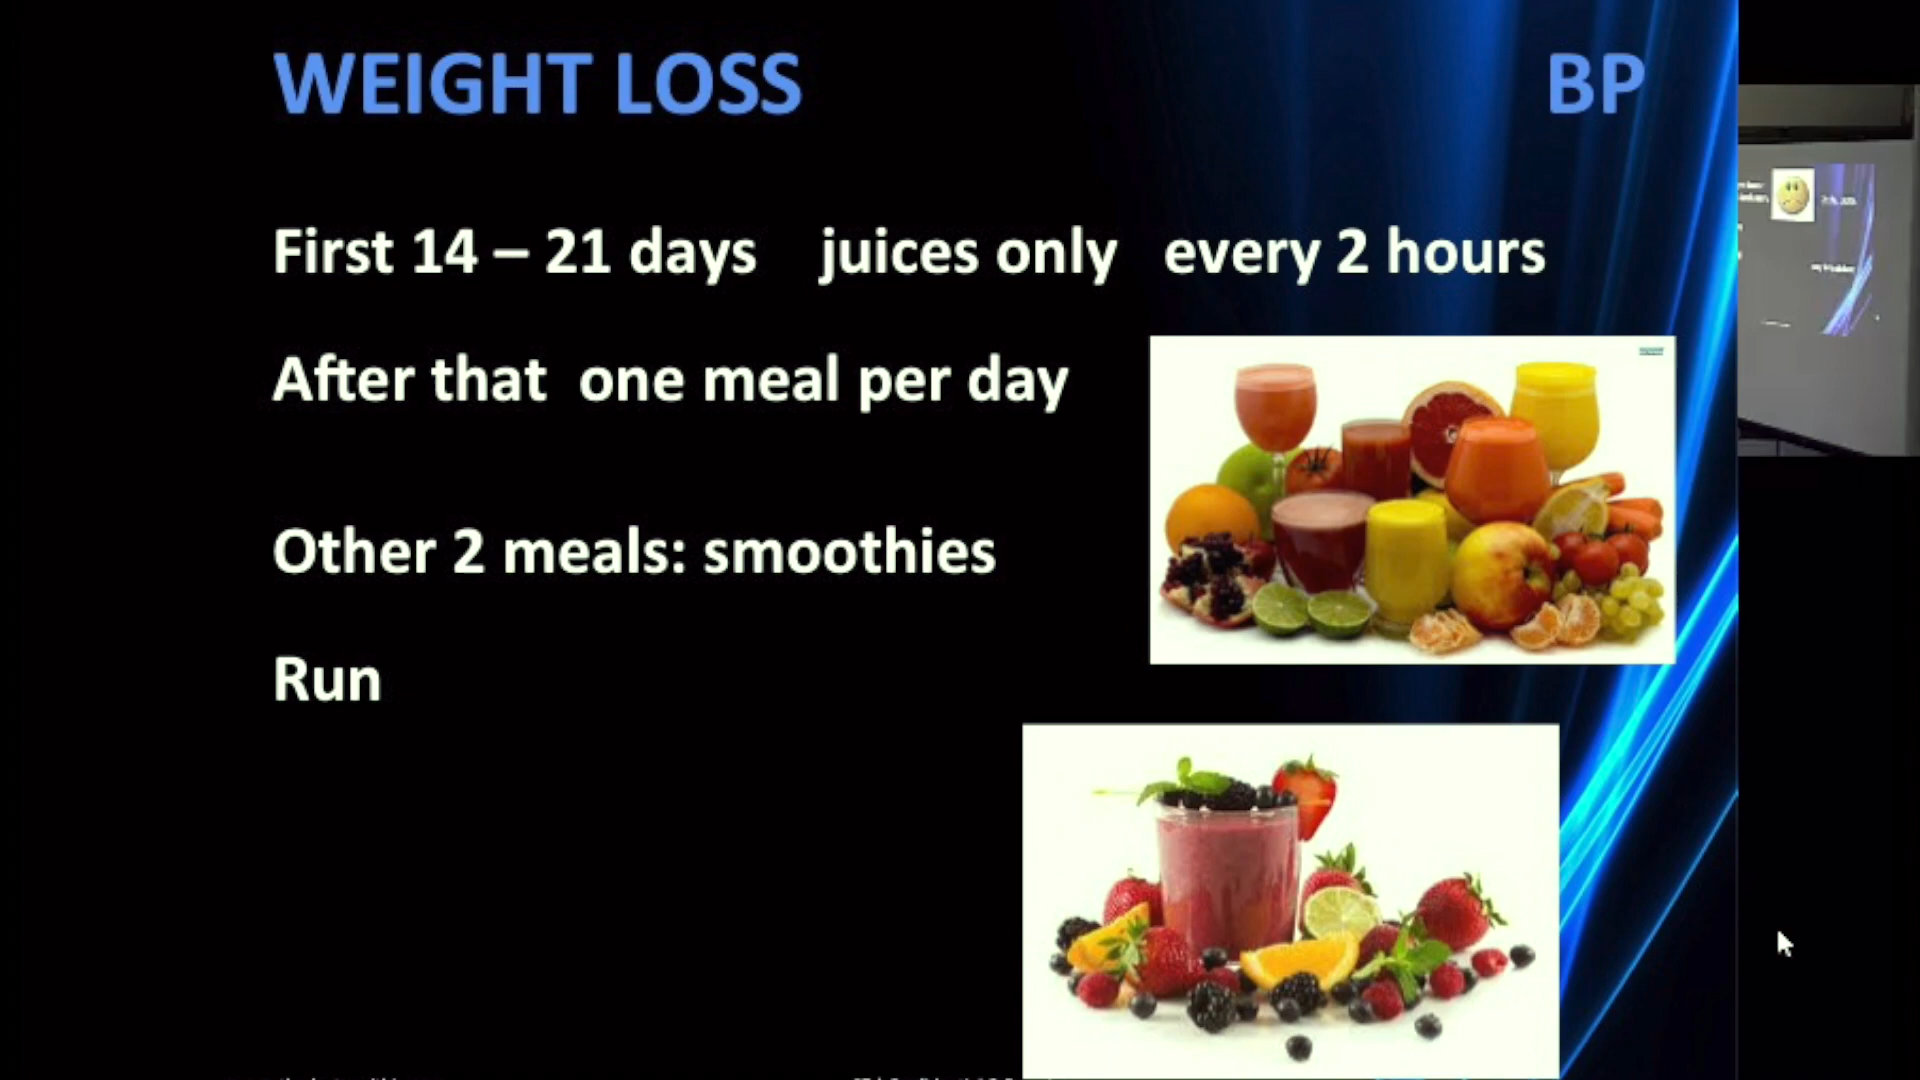 WEIGHT LOSS BP
First 14 – 21 days juices only every 2 hours
After that one meal per day
Other 2 meals: smoothies
Run